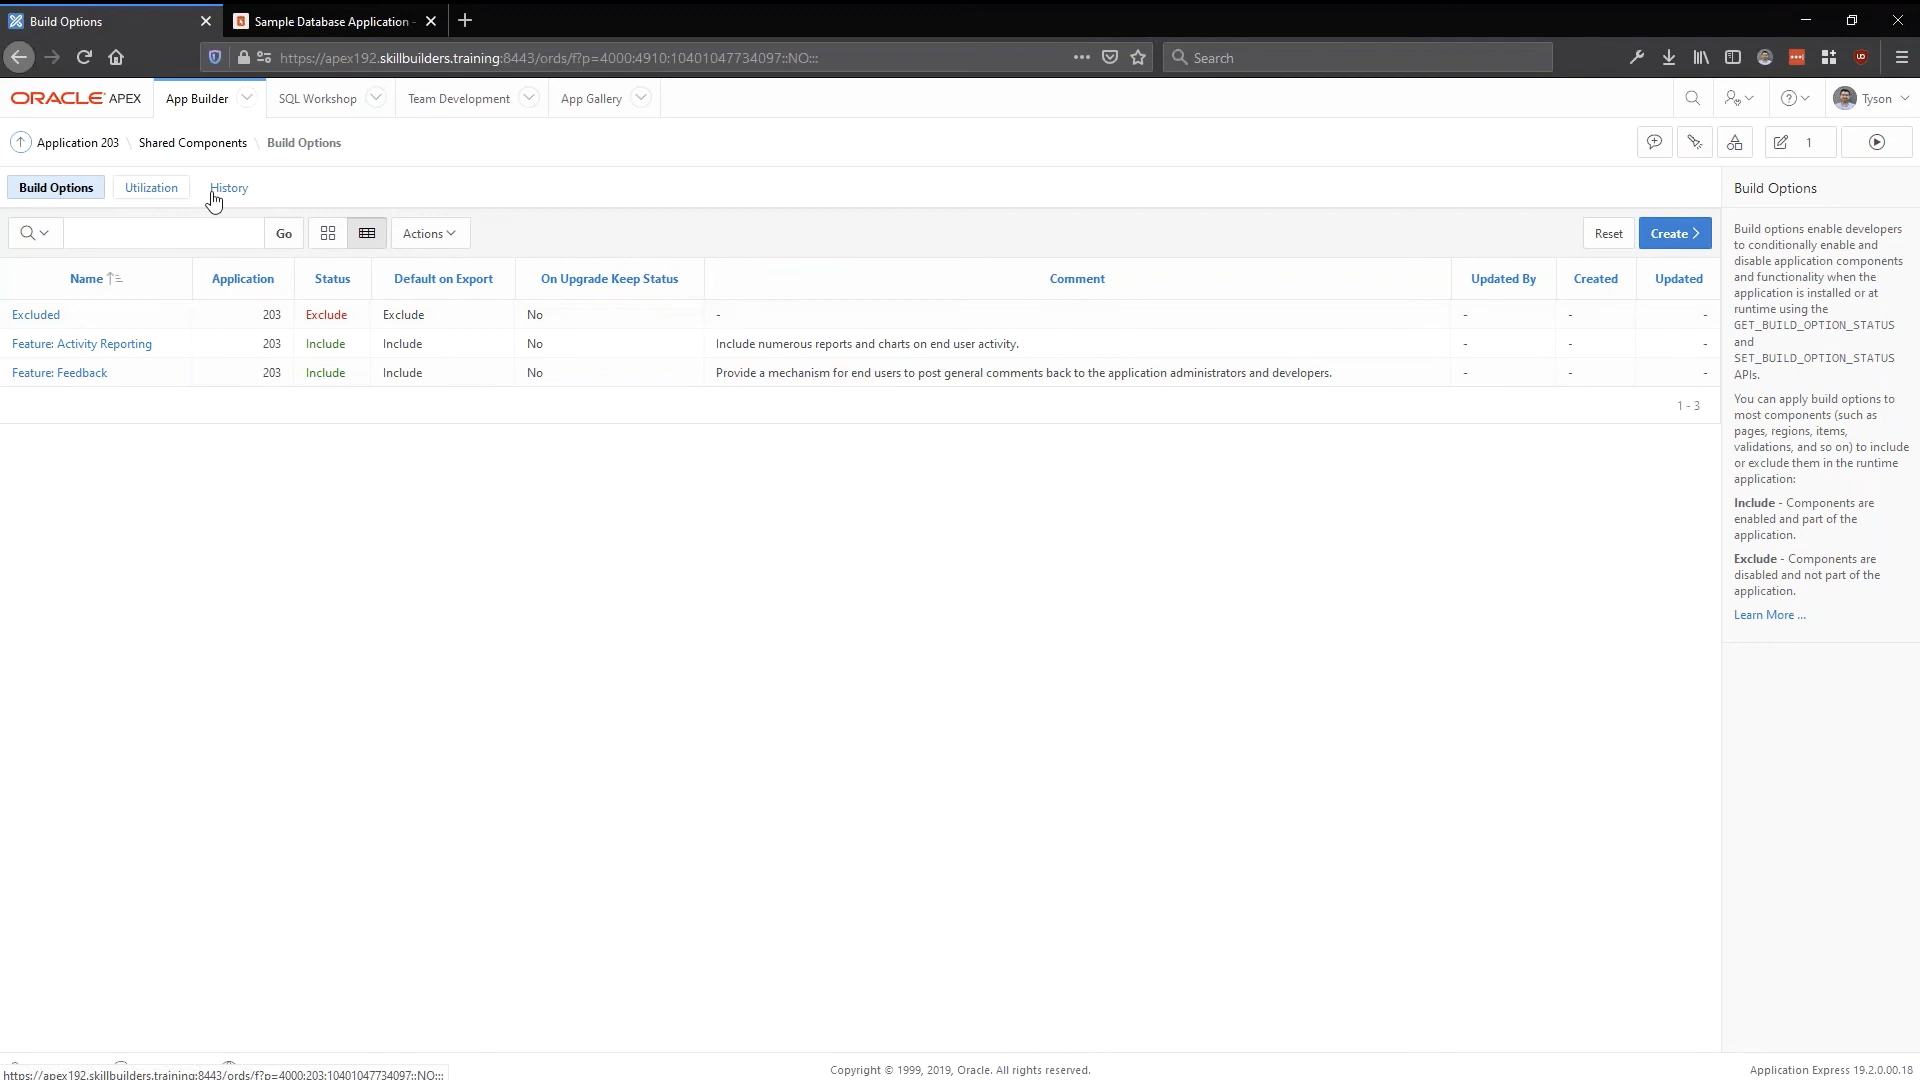 Build Options
Sample Database Application -
https://apex192.skillbuilders.training:8443/ords/f?p=4000:4910:10401047734097::NO:::
Search
ORACLE APEX
App Builder
SQL Workshop
Team Development
App Gallery
Tyson
Application 203 \ Shared Components \ Build Options
1
Build Options
Utilization
History
Go
Actions
Reset
Create
Name
Application
Status
Default on Export
On Upgrade Keep Status
Comment
Updated By
Created
Updated
Excluded 203 Exclude Exclude No - - - -
Feature: Activity Reporting 203 Include Include No Include numerous reports and charts on end user activity. - - -
Feature: Feedback 203 Include Include No Provide a mechanism for end users to post general comments back to the application administrators and developers. - - -
1 - 3
Build Options
Build options enable developers
to conditionally enable and
disable application components
and functionality when the
application is installed or at
runtime using the
GET_BUILD_OPTION_STATUS
and
SET_BUILD_OPTION_STATUS
APIs.
You can apply build options to
most components (such as
pages, regions, items,
validations, and so on) to include
or exclude them in the runtime
application:
Include - Components are
enabled and part of the
application.
Exclude - Components are
disabled and not part of the
application.
Learn More ...
https://apex192.skillbuilders.training:8443/ords/f?p=4000:203:10401047734097::NO:::
Copyright © 1999, 2019, Oracle. All rights reserved.
Application Express 19.2.0.00.18